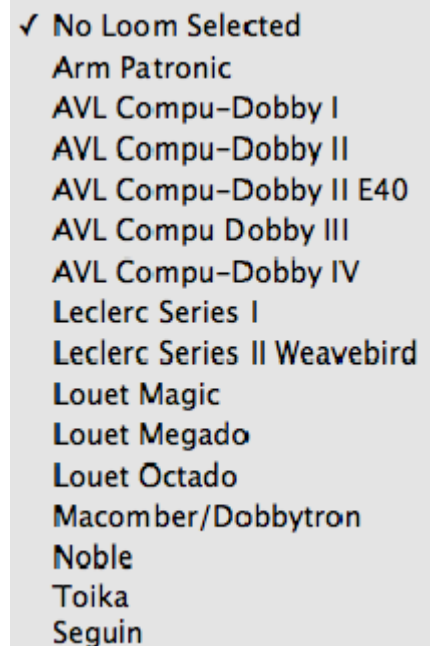 ✓ No Loom Selected
Arm Patronic
AVL Compu-Dobby I
AVL Compu-Dobby II
AVL Compu-Dobby II E40
AVL Compu Dobby III
AVL Compu-Dobby IV
Leclerc Series I
Leclerc Series II Weavebird
Louet Magic
Louet Megado
Louet Octado
Macomber/Dobbytron
Noble
Toika
Seguin